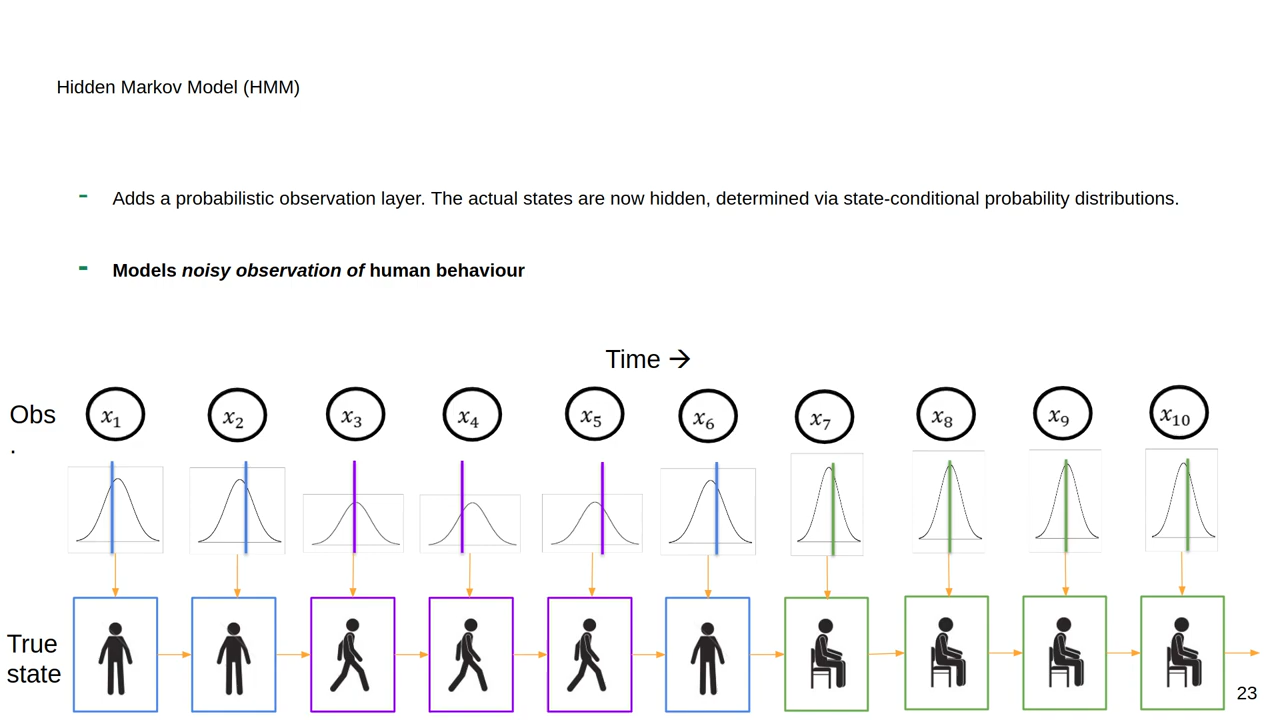 Hidden Markov Model (HMM)
- Adds a probabilistic observation layer. The actual states are now hidden, determined via state-conditional probability distributions.
- Models noisy observation of human behaviour
Time →
Obs
.
x₁ x₂ x₃ x₄ x₅ x₆ x₇ x₈ x₉ x₁₀
True
state
23